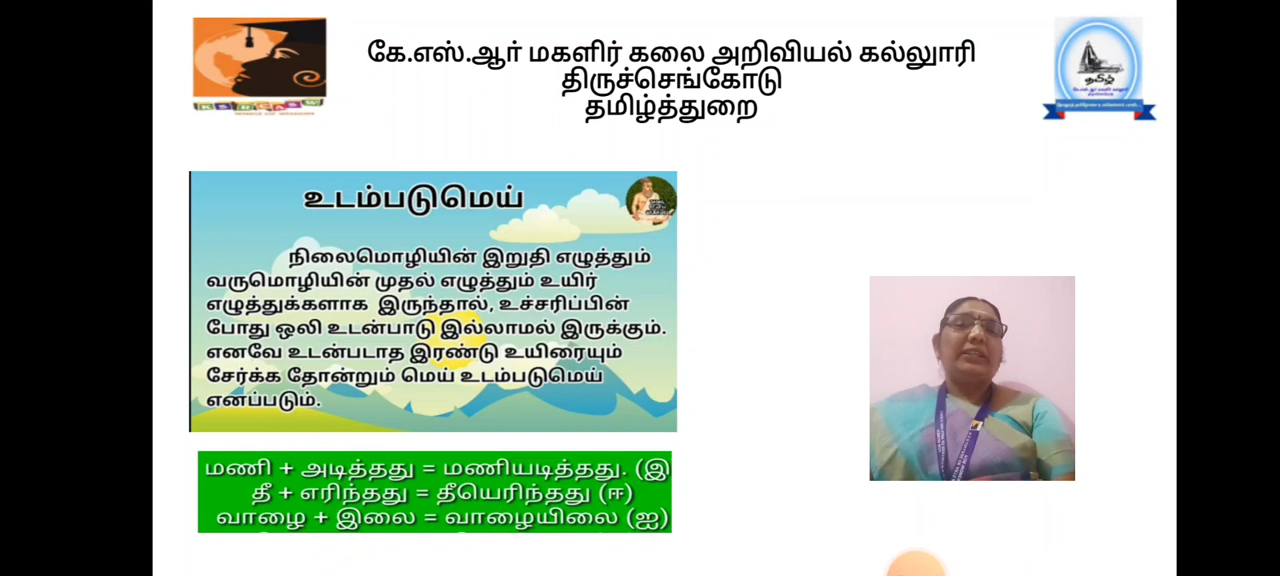 கே.எஸ்.ஆர் மகளிர் கலை அறிவியல் கல்லூரி
திருச்செங்கோடு
தமிழ்த்துறை
KSRCASW
தமிழ்
உடம்படுமெய்
நிலைமொழியின் இறுதி எழுத்தும்
வருமொழியின் முதல் எழுத்தும் உயிர்
எழுத்துக்களாக இருந்தால், உச்சரிப்பின்
போது ஒலி உடன்பாடு இல்லாமல் இருக்கும்.
எனவே உடன்படாத இரண்டு உயிரையும்
சேர்க்க தோன்றும் மெய் உடம்படுமெய்
எனப்படும்.
மணி + அடித்தது = மணியடித்தது. (இ
தீ + எரிந்தது = தீயெரிந்தது (ஈ)
வாழை + இலை = வாழையிலை (ஐ)